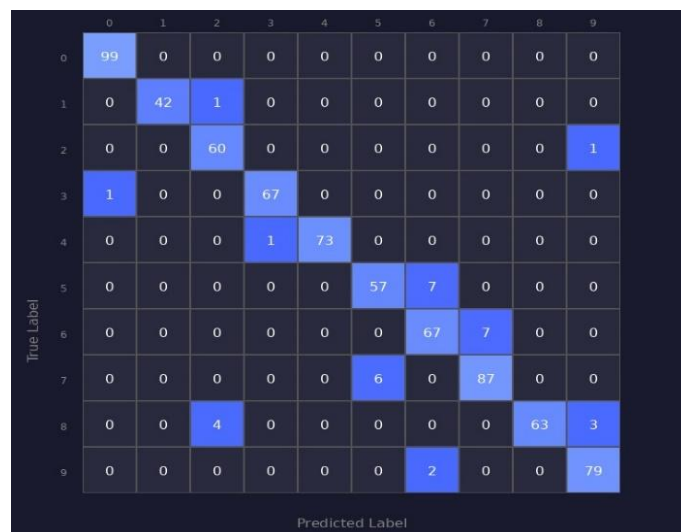 0 1 2 3 4 5 6 7 8 9
0 99 0 0 0 0 0 0 0 0 0
1 0 42 1 0 0 0 0 0 0 0
2 0 0 60 0 0 0 0 0 0 1
3 1 0 0 67 0 0 0 0 0 0
4 0 0 0 1 73 0 0 0 0 0
5 0 0 0 0 0 57 7 0 0 0
6 0 0 0 0 0 0 67 7 0 0
7 0 0 0 0 0 6 0 87 0 0
8 0 0 4 0 0 0 0 0 63 3
9 0 0 0 0 0 0 2 0 0 79
True Label
Predicted Label